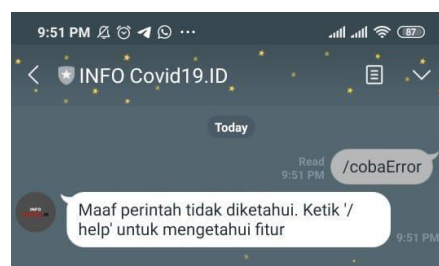 9:51 PM
87
INFO Covid19.ID
Today
Read
9:51 PM
/cobaError
Maaf perintah tidak diketahui. Ketik '/
help' untuk mengetahui fitur
9:51 PM